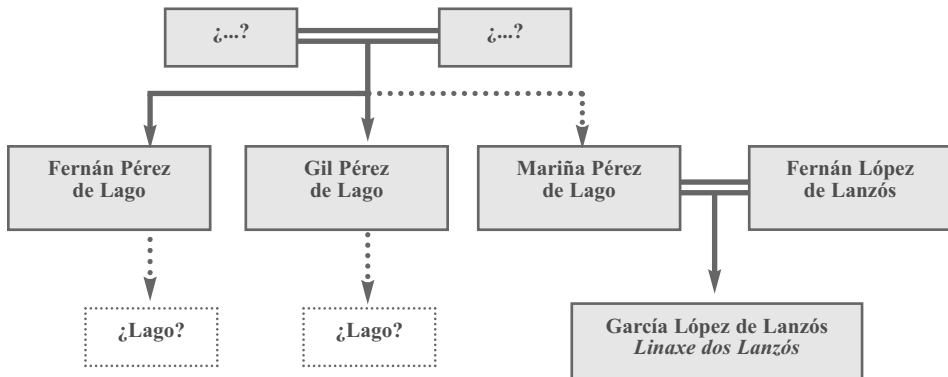 ¿...?
¿...?
Fernán Pérez
de Lago
Gil Pérez
de Lago
Mariña Pérez
de Lago
Fernán López
de Lanzós
¿Lago?
¿Lago?
García López de Lanzós
Linaxe dos Lanzós